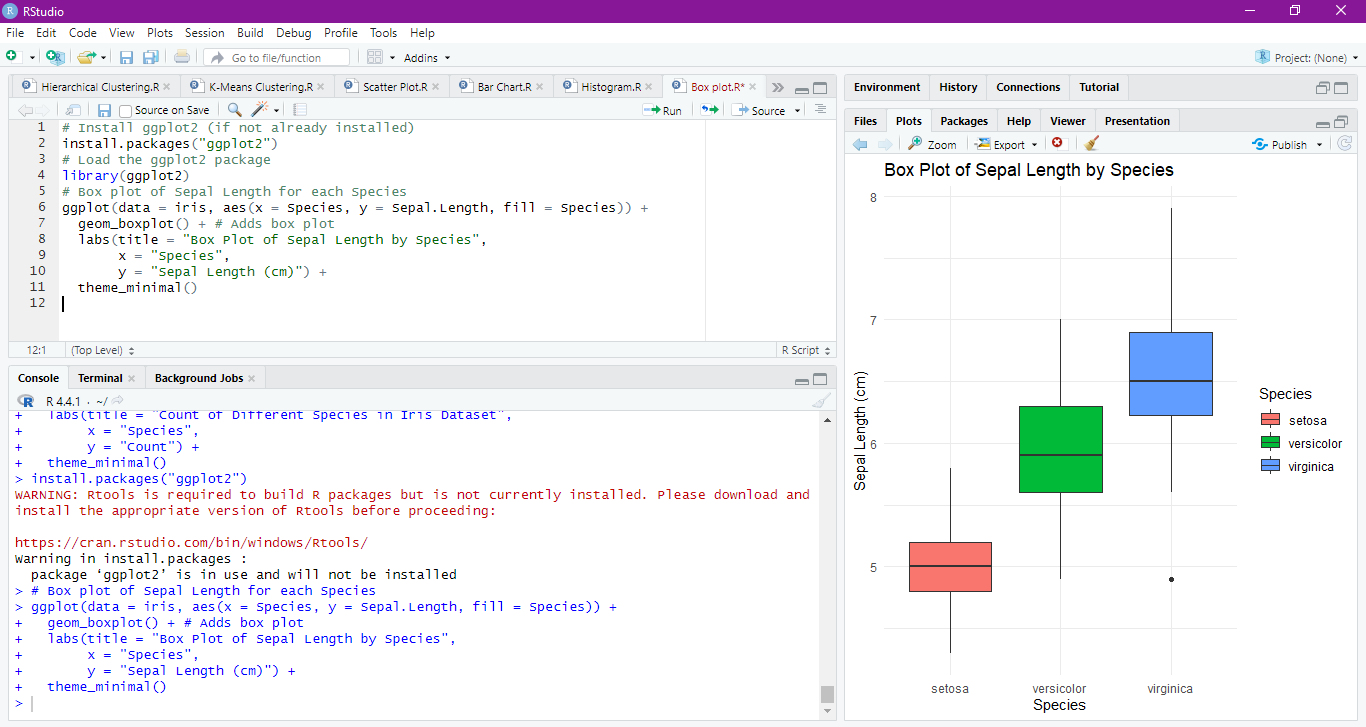 RStudio
File Edit Code View Plots Session Build Debug Profile Tools Help
Go to file/function Addins Project: (None)
Hierarchical Clustering.R K-Means Clustering.R Scatter Plot.R Bar Chart.R Histogram.R Box plot.R*
Source on Save Run Source
1 # Install ggplot2 (if not already installed)
2 install.packages("ggplot2")
3 # Load the ggplot2 package
4 library(ggplot2)
5 # Box plot of Sepal Length for each Species
6 ggplot(data = iris, aes(x = Species, y = Sepal.Length, fill = Species)) +
7 geom_boxplot() + # Adds box plot
8 labs(title = "Box Plot of Sepal Length by Species",
9 x = "Species",
10 y = "Sepal Length (cm)") +
11 theme_minimal()
12
12:1 (Top Level) R Script
Console Terminal Background Jobs
R 4.4.1 · ~/
+ labs(title = "Count of Different Species in Iris Dataset",
+ x = "Species",
+ y = "Count") +
+ theme_minimal()
> install.packages("ggplot2")
WARNING: Rtools is required to build R packages but is not currently installed. Please download and
install the appropriate version of Rtools before proceeding:
https://cran.rstudio.com/bin/windows/Rtools/
Warning in install.packages :
package ‘ggplot2’ is in use and will not be installed
> # Box plot of Sepal Length for each Species
> ggplot(data = iris, aes(x = Species, y = Sepal.Length, fill = Species)) +
+ geom_boxplot() + # Adds box plot
+ labs(title = "Box Plot of Sepal Length by Species",
+ x = "Species",
+ y = "Sepal Length (cm)") +
+ theme_minimal()
>
Environment History Connections Tutorial
Files Plots Packages Help Viewer Presentation
Zoom Export Publish
Box Plot of Sepal Length by Species
8
7
6
5
Sepal Length (cm)
setosa versicolor virginica
Species
Species
setosa
versicolor
virginica